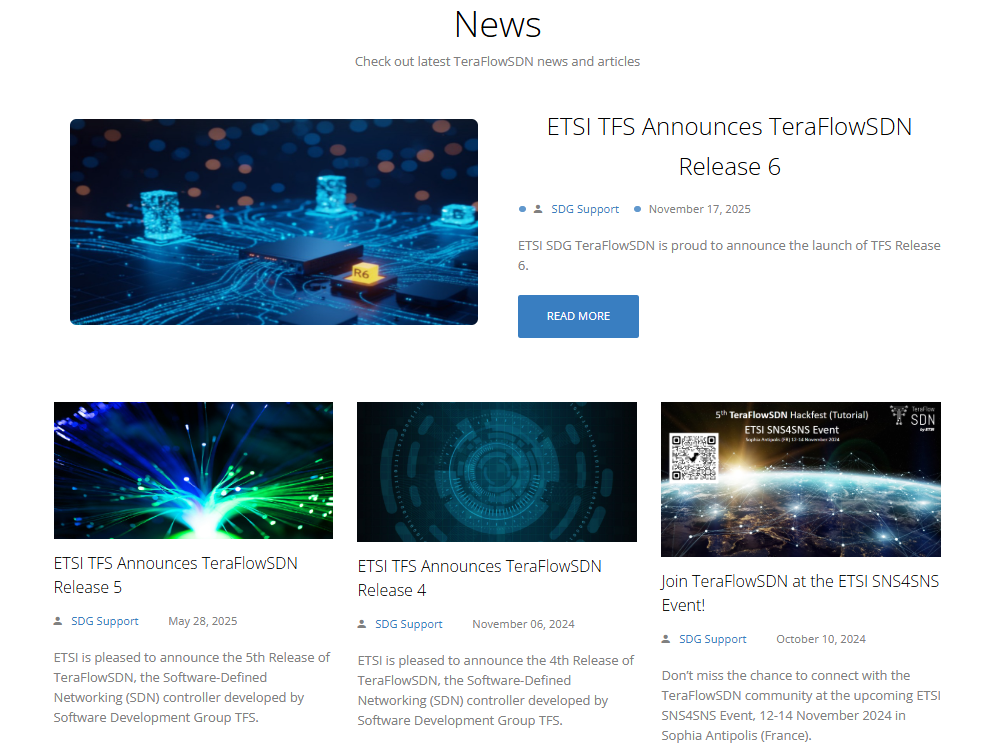 News
Check out latest TeraFlowSDN news and articles
R6
ETSI TFS Announces TeraFlowSDN
Release 6
SDG Support
November 17, 2025
ETSI SDG TeraFlowSDN is proud to announce the launch of TFS Release
6.
READ MORE
ETSI TFS Announces TeraFlowSDN
Release 5
SDG Support
May 28, 2025
ETSI is pleased to announce the 5th Release of
TeraFlowSDN, the Software-Defined
Networking (SDN) controller developed by
Software Development Group TFS.
ETSI TFS Announces TeraFlowSDN
Release 4
SDG Support
November 06, 2024
ETSI is pleased to announce the 4th Release of
TeraFlowSDN, the Software-Defined
Networking (SDN) controller developed by
Software Development Group TFS.
5th TeraFlowSDN Hackfest (Tutorial)
ETSI SNS4SNS Event
Sophia Antipolis (FR) 12-14 November 2024
TeraFlow
SDN
by ETSI
Join TeraFlowSDN at the ETSI SNS4SNS
Event!
SDG Support
October 10, 2024
Don’t miss the chance to connect with the
TeraFlowSDN community at the upcoming ETSI
SNS4SNS Event, 12-14 November 2024 in
Sophia Antipolis (France).